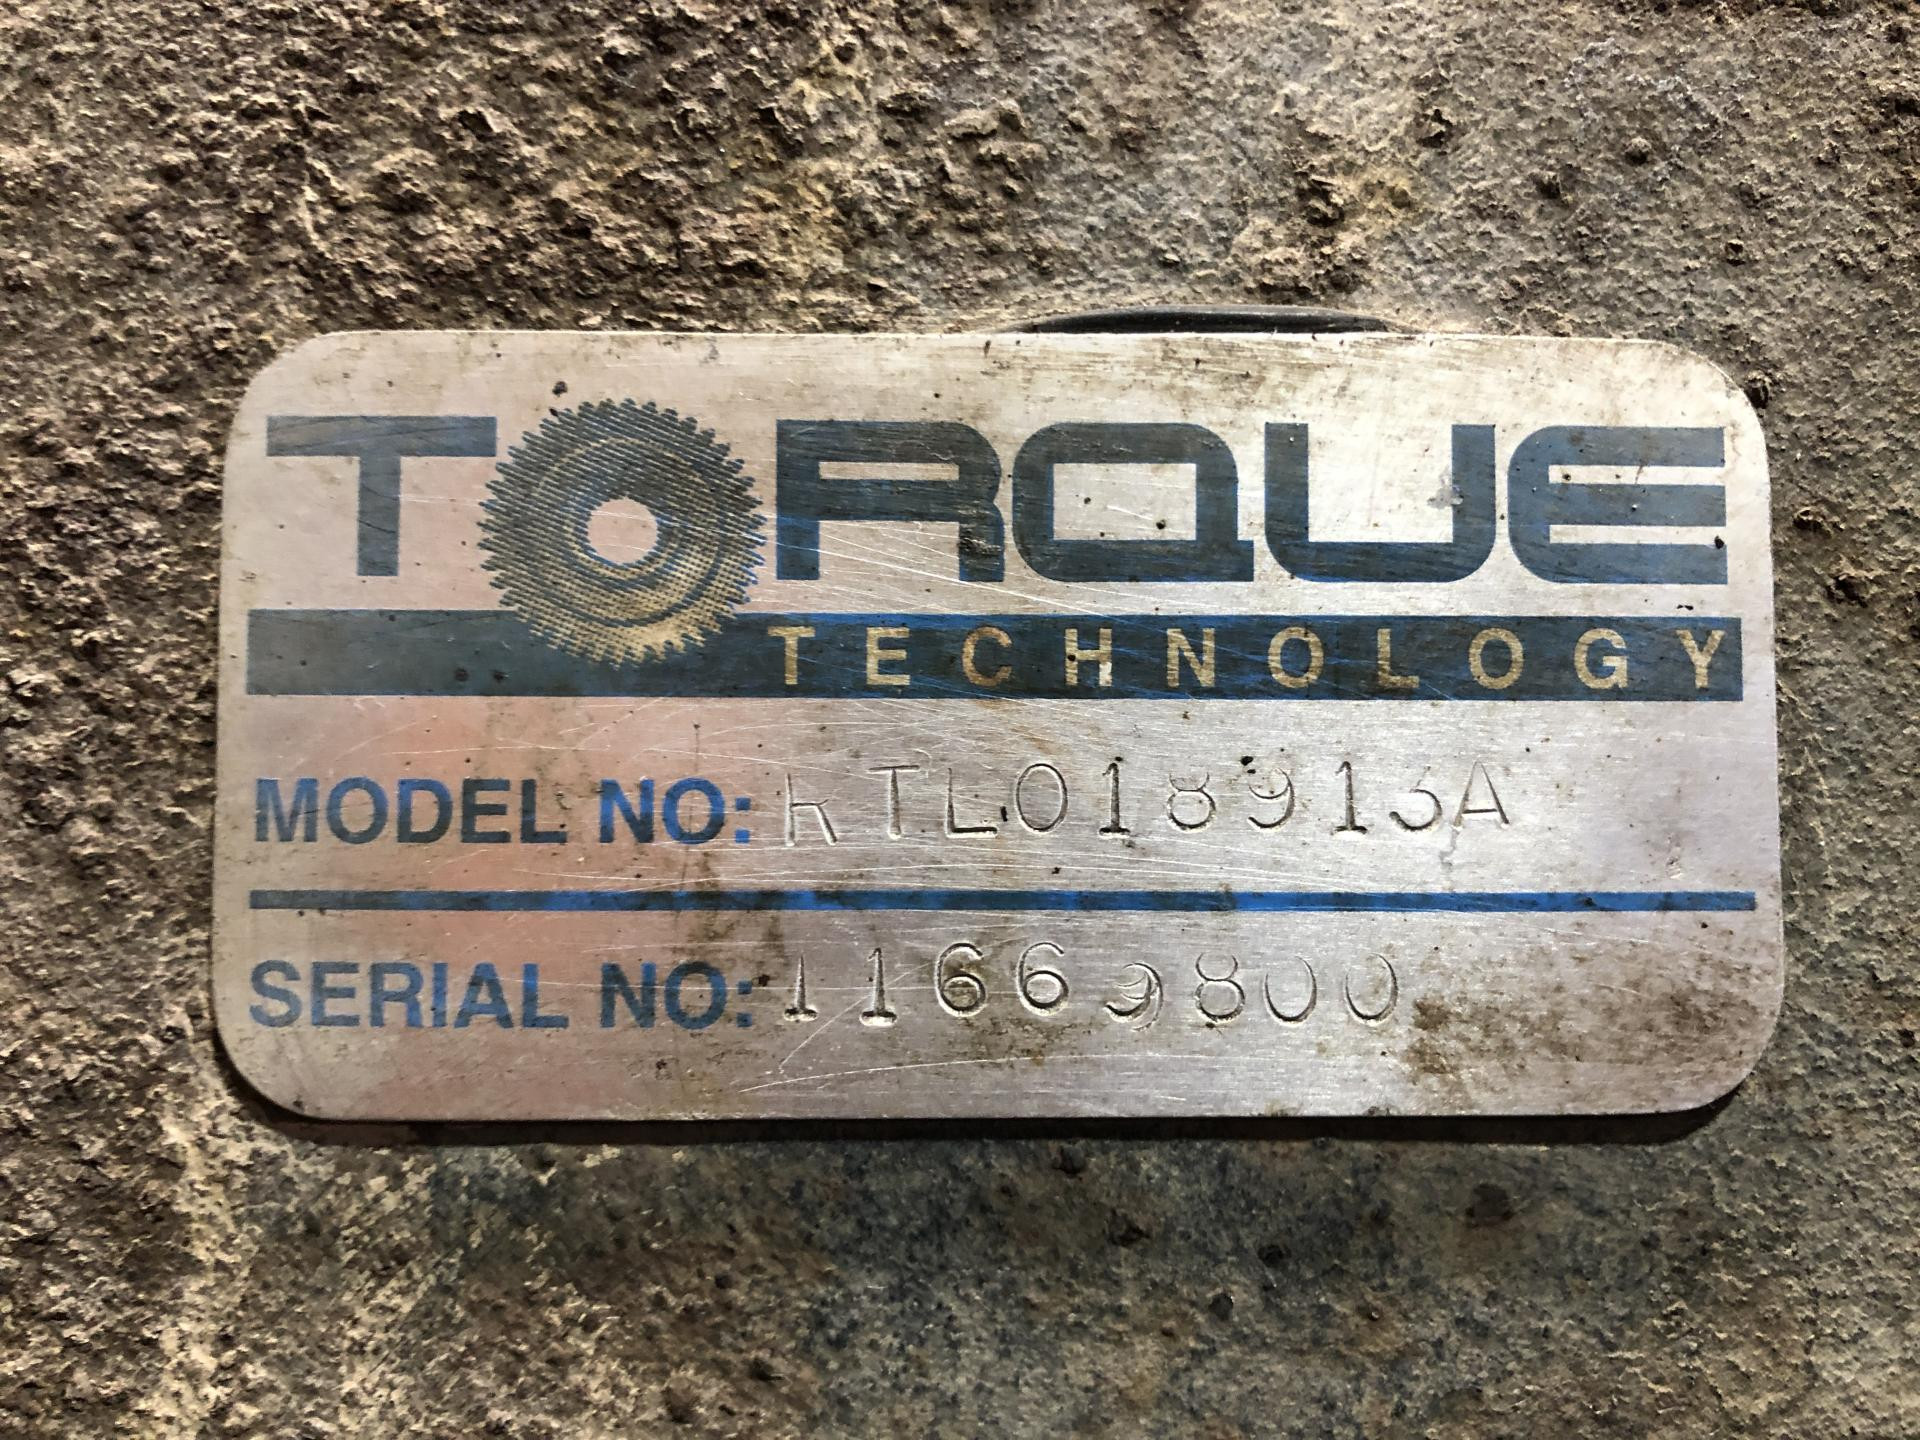 TORQUE
TECHNOLOGY
MODEL NO: RTL018913A
SERIAL NO: 11669800